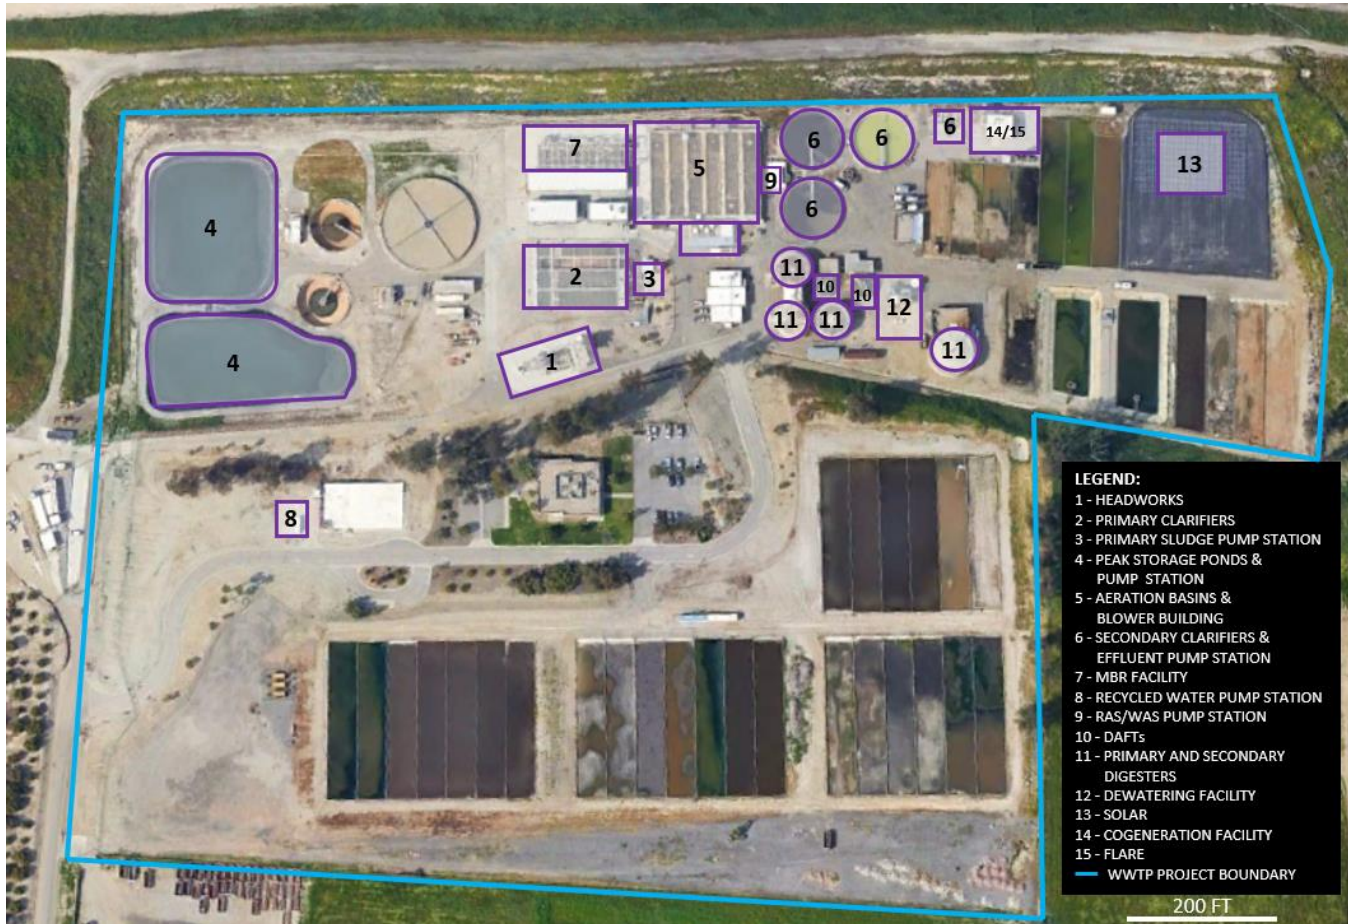 7
5
6
6
6
14/15
13
9
4
2
3
11
10
10
12
11
11
11
4
1
8
LEGEND:
1 - HEADWORKS
2 - PRIMARY CLARIFIERS
3 - PRIMARY SLUDGE PUMP STATION
4 - PEAK STORAGE PONDS &
PUMP STATION
5 - AERATION BASINS &
BLOWER BUILDING
6 - SECONDARY CLARIFIERS &
EFFLUENT PUMP STATION
7 - MBR FACILITY
8 - RECYCLED WATER PUMP STATION
9 - RAS/WAS PUMP STATION
10 - DAFTs
11 - PRIMARY AND SECONDARY
DIGESTERS
12 - DEWATERING FACILITY
13 - SOLAR
14 - COGENERATION FACILITY
15 - FLARE
WWTP PROJECT BOUNDARY
200 FT
6